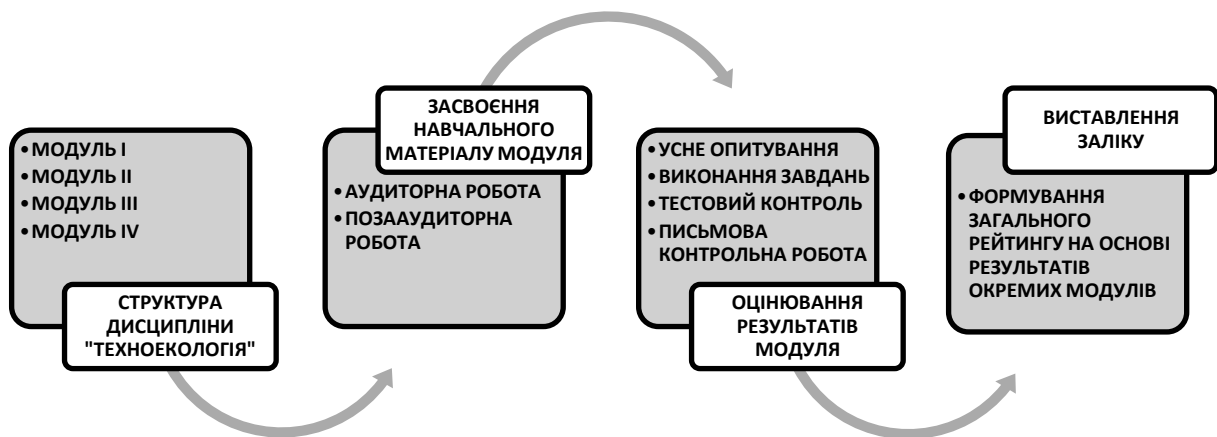 • МОДУЛЬ I
• МОДУЛЬ II
• МОДУЛЬ III
• МОДУЛЬ IV
СТРУКТУРА
ДИСЦИПЛІНИ
"ТЕХНОЕКОЛОГІЯ"
ЗАСВОЄННЯ
НАВЧАЛЬНОГО
МАТЕРІАЛУ МОДУЛЯ
• АУДИТОРНА РОБОТА
• ПОЗААУДИТОРНА
РОБОТА
• УСНЕ ОПИТУВАННЯ
• ВИКОНАННЯ ЗАВДАНЬ
• ТЕСТОВИЙ КОНТРОЛЬ
• ПИСЬМОВА
КОНТРОЛЬНА РОБОТА
ОЦІНЮВАННЯ
РЕЗУЛЬТАТІВ
МОДУЛЯ
ВИСТАВЛЕННЯ
ЗАЛІКУ
• ФОРМУВАННЯ
ЗАГАЛЬНОГО
РЕЙТИНГУ НА ОСНОВІ
РЕЗУЛЬТАТІВ
ОКРЕМИХ МОДУЛІВ